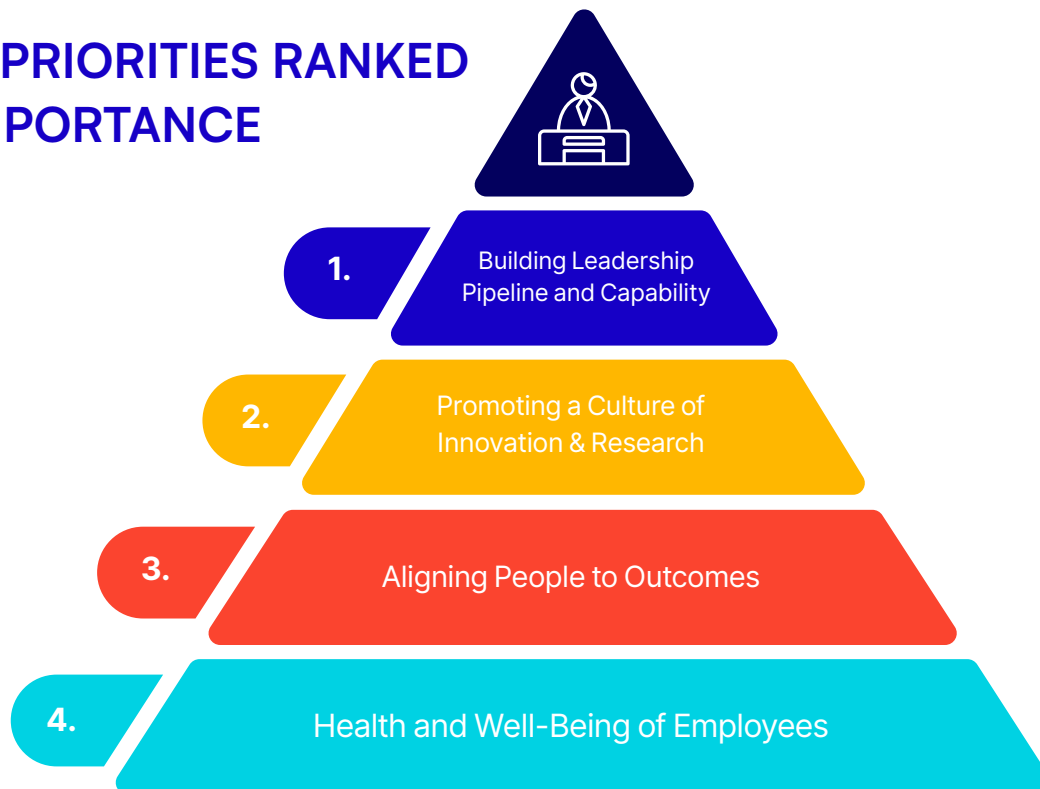 PRIORITIES RANKED
PORTANCE
1.
Building Leadership
Pipeline and Capability
2.
Promoting a Culture of
Innovation & Research
3.
Aligning People to Outcomes
4.
Health and Well-Being of Employees